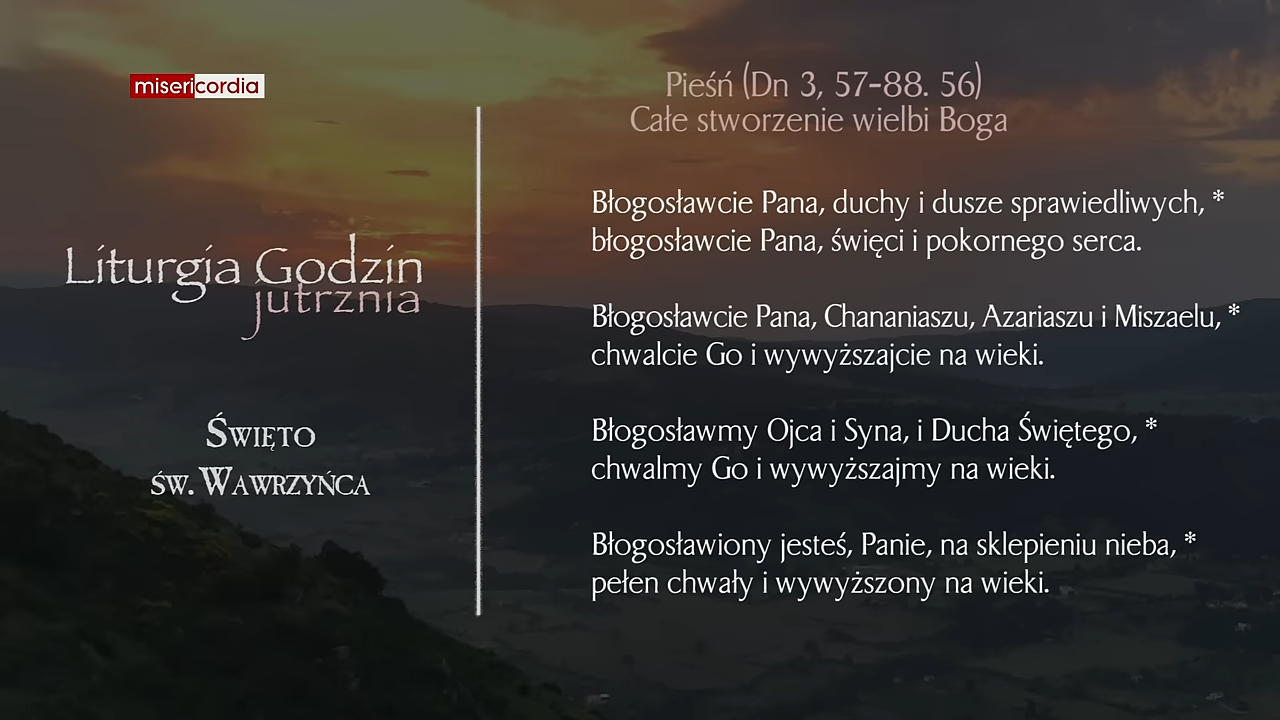 misericordia
Liturgia Godzin
jutrznia
Święto
św. Wawrzyńca
Pieśń (Dn 3, 57-88. 56)
Całe stworzenie wielbi Boga
Błogosławcie Pana, duchy i dusze sprawiedliwych, *
błogosławcie Pana, święci i pokornego serca.
Błogosławcie Pana, Chananiaszu, Azariaszu i Miszaelu, *
chwalcie Go i wywyższajcie na wieki.
Błogosławmy Ojca i Syna, i Ducha Świętego, *
chwalmy Go i wywyższajmy na wieki.
Błogosławiony jesteś, Panie, na sklepieniu nieba, *
pełen chwały i wywyższony na wieki.